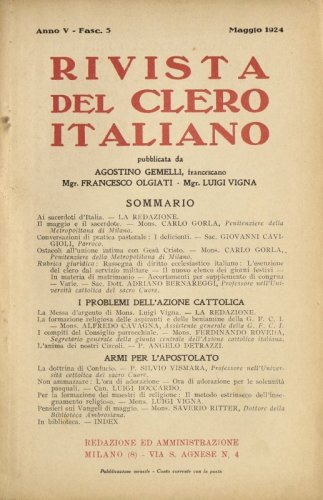 Anno V - Fasc. 5 Maggio 1924
RIVISTA
DEL CLERO
ITALIANO
pubblicata da
AGOSTINO GEMELLI, francescano
Mgr. FRANCESCO OLGIATI - Mgr. LUIGI VIGNA
SOMMARIO
Ai sacerdoti d'Italia. — LA REDAZIONE.
Il maggio e il sacerdote. — Mons. CARLO GORLA, Penitenziere della
Metropolitana di Milano.
Conversazioni di pratica pastorale: I deficienti. — Sac. GIOVANNI CAVI-
GIOLI, Parroco.
Ostacoli all'unione intima con Gesù Cristo. — Mons. CARLO GORLA,
Penitenziere della Metropolitana di Milano.
Rubrica giuridica: Rassegna di diritto ecclesiastico italiano: L'esenzione
del clero dal servizio militare — Il nuovo elenco dei giorni festivi —
In materia di matrimonio — Accertamenti per supplemento di congrua
— Varie. — Sac. Dott. ADRIANO BERNAREGGI, Professore nell'Uni-
versità cattolica del sacro Cuore.
I PROBLEMI DELL'AZIONE CATTOLICA
La Messa d'argento di Mons. Luigi Vigna. — LA REDAZIONE.
La formazione religiosa delle aspiranti e delle beniamine della G. F. C. I.
— Mons. ALFREDO CAVAGNA, Assistente generale della G. F. C. I.
I compiti del Consiglio parrocchiale. — Mons. FERDINANDO ROVEDA,
Segretario generale della giunta centrale dell'Azione cattolica italiana.
L'anima dei nostri Circoli. — P. ANGELO DETRAZZI.
ARMI PER L'APOSTOLATO
La dottrina di Confucio. — P. SILVIO VISMARA, Professore nell'Univer-
sità cattolica del sacro Cuore.
Non ammazzare: L'ora di adorazione — Ora di adorazione per le solennità
pasquali. — Can. LUIGI BOCCARDO.
Per la formazione dei maestri di religione: Il metodo estrinseco dell'inse-
gnamento religioso. — Mons. LUIGI VIGNA.
Pensieri sui Vangeli di maggio. — Mons. SAVURIO RITTER, Dottore della
Biblioteca Ambrosiana.
In biblioteca. — INDEX
REDAZIONE ED AMMINISTRAZIONE
MILANO (8) - VIA S. AGNESE N. 4
Pubblicazione mensile - Conto corrente con la posta